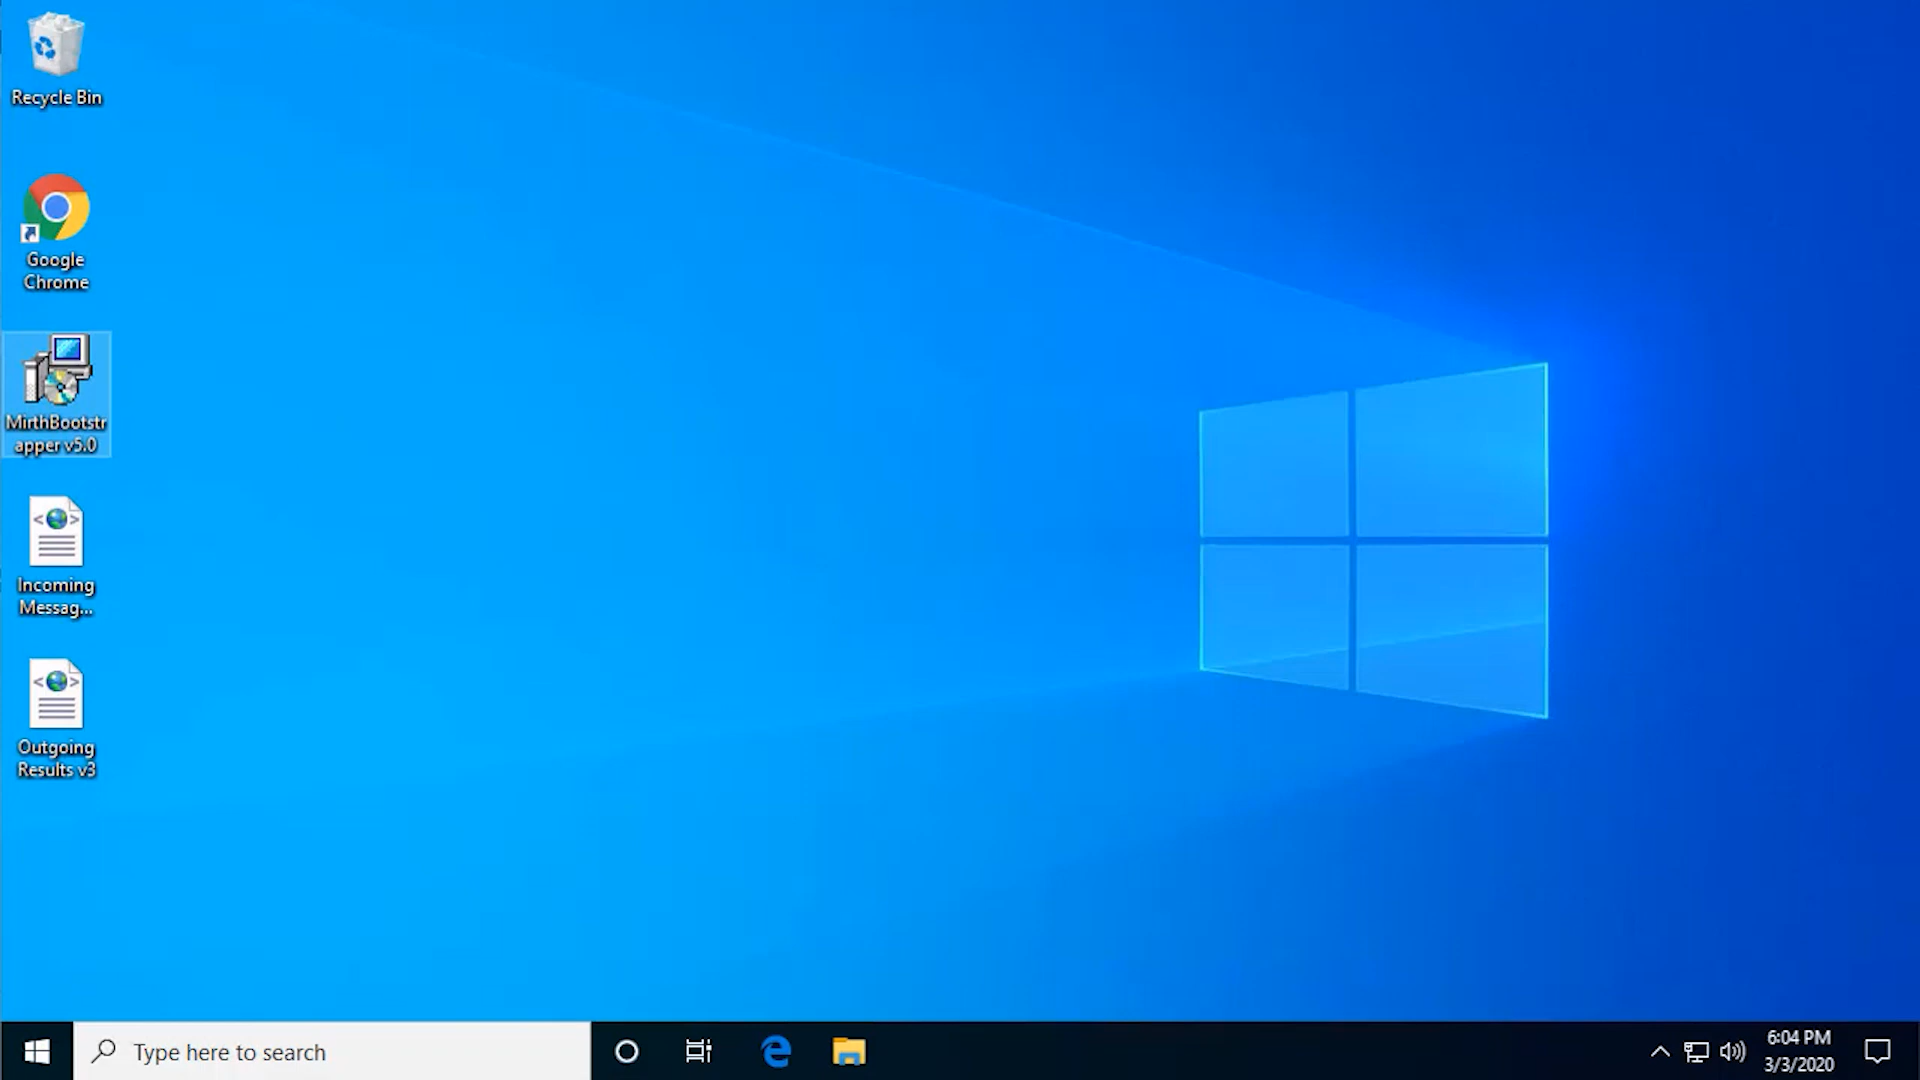 Recycle Bin
Google
Chrome
MirthBootstr
apper v5.0
Incoming
Messag...
Outgoing
Results v3
Type here to search
6:04 PM
3/3/2020